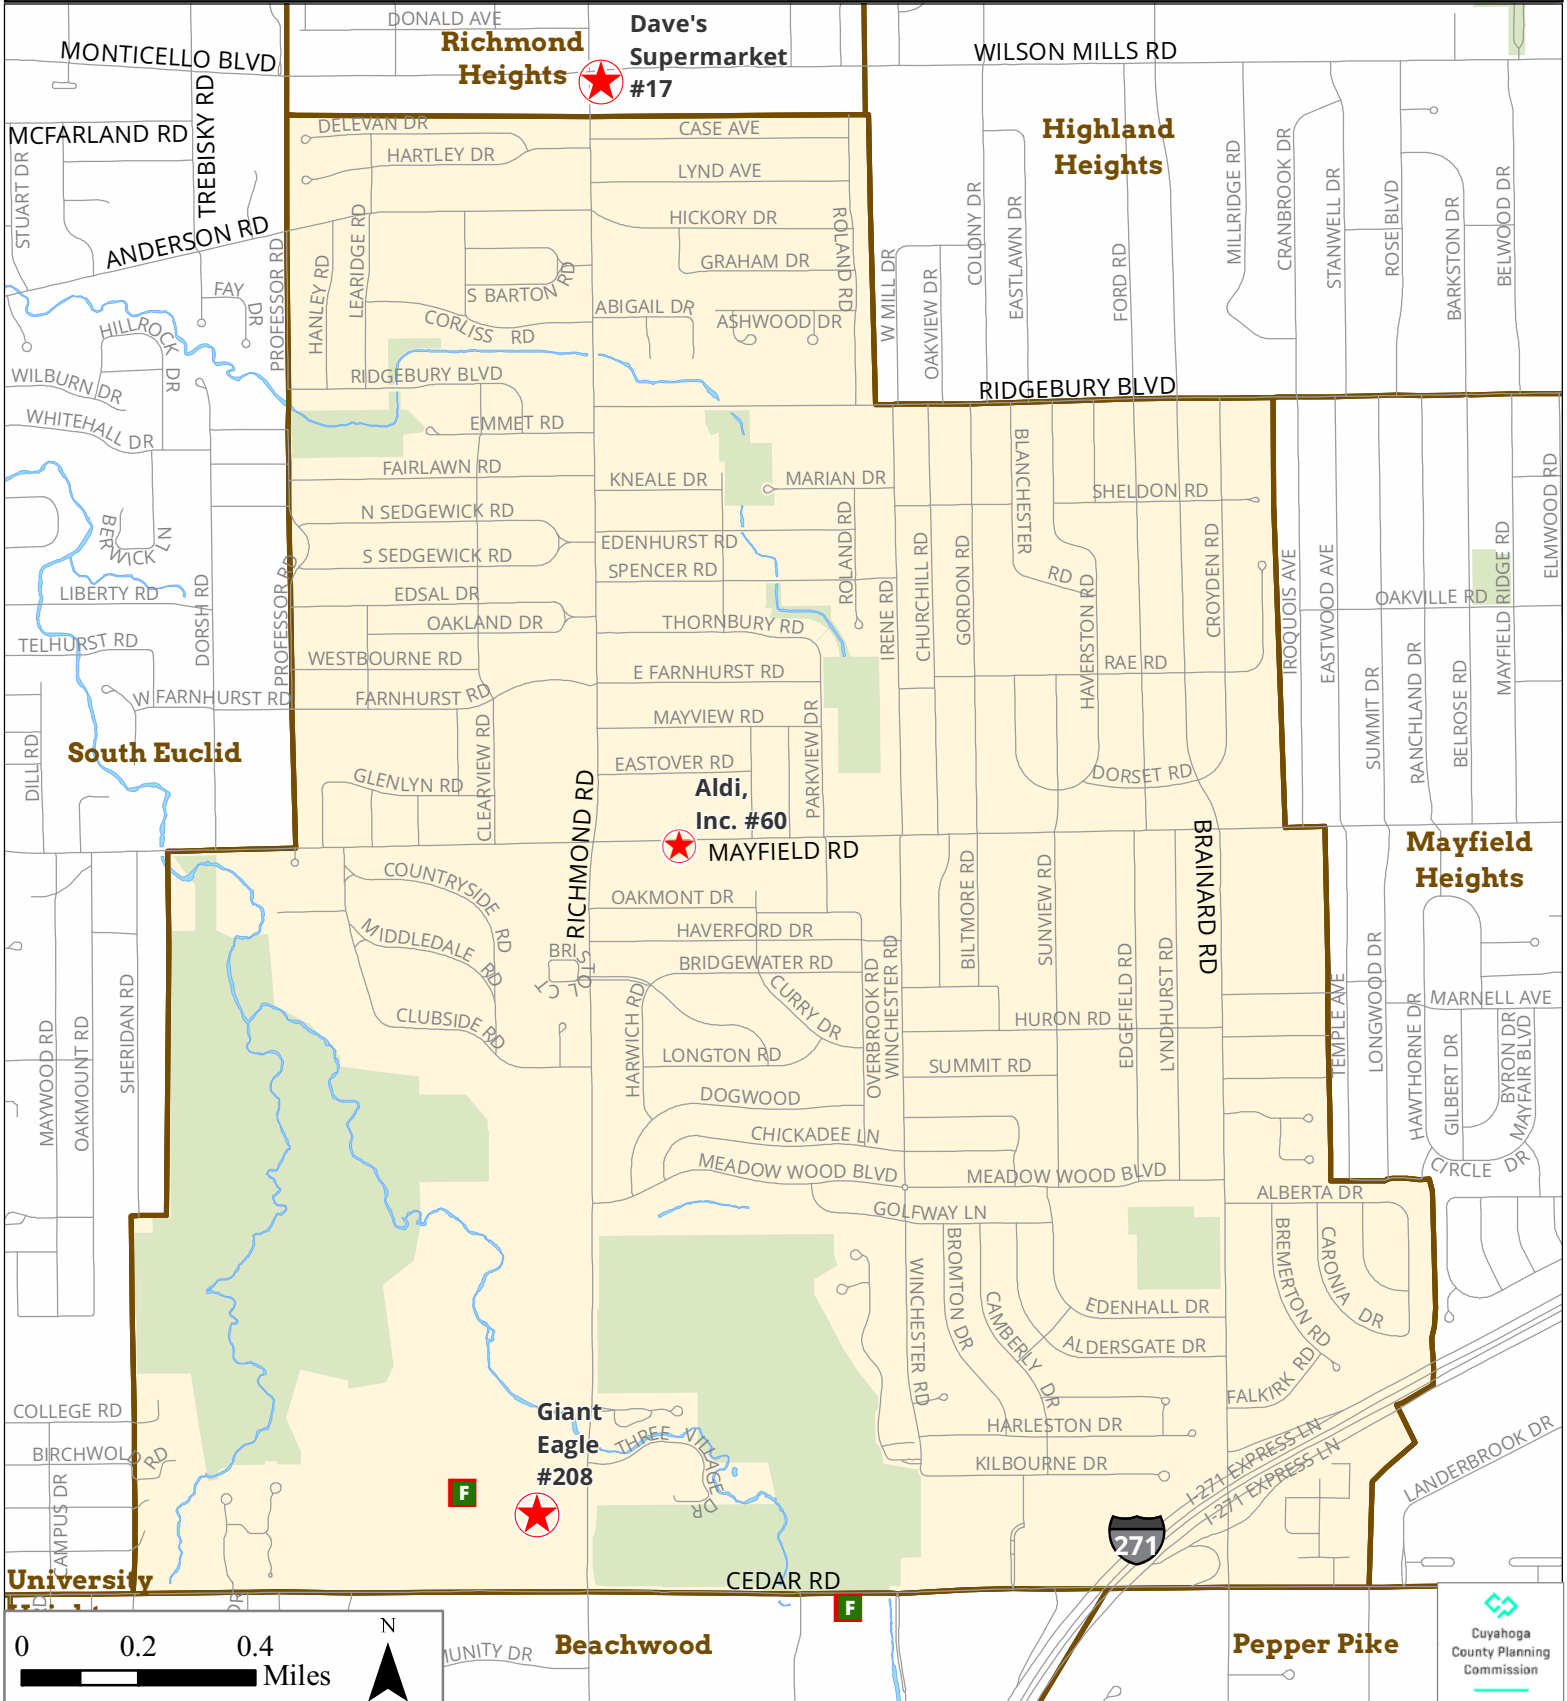 DONALD AVE
Richmond
Heights
Dave's
Supermarket
#17
MONTICELLO BLVD
WILSON MILLS RD
TREBISKY RD
MCFARLAND RD
STUART DR
ANDERSON RD
DELEVAN DR
HARTLEY DR
CASE AVE
LYND AVE
HICKORY DR
GRAHAM DR
ROLAND RD
Highland
Heights
MILLRIDGE RD
CRANBROOK DR
STANWELL DR
ROSE BLVD
BARKSTON DR
BELWOOD DR
COLONY DR
EASTLAWN DR
FORD RD
W MILL DR
OAKVIEW DR
FAY
DR
PROFESSOR RD
HANLEY RD
LEARIDGE RD
S BARTON RD
CORLISS RD
ABIGAIL DR
ASHWOOD DR
HILLROCK DR
WILBURN DR
WHITEHALL DR
RIDGEBURY BLVD
RIDGEBURY BLVD
EMMET RD
FAIRLAWN RD
KNEALE DR
MARIAN DR
BLANCHESTER RD
SHELDON RD
ELMWOOD RD
N SEDGEWICK RD
S SEDGEWICK RD
EDENHURST RD
SPENCER RD
ROLAND RD
IRENE RD
CHURCHILL RD
GORDON RD
HAVERSTON RD
CROYDEN RD
IROQUOIS AVE
EASTWOOD AVE
OAKVILLE RD
MAYFIELD RIDGE RD
BERWICK LN
LIBERTY RD
DORSH RD
PROFESSOR RD
EDSAL DR
OAKLAND DR
THORNBURY RD
TELHURST RD
WESTBOURNE RD
E FARNHURST RD
RAE RD
W FARNHURST RD
FARNHURST RD
MAYVIEW RD
PARKVIEW DR
SUMMIT DR
RANCHLAND DR
BELROSE RD
South Euclid
DILL RD
GLENLYN RD
CLEARVIEW RD
RICHMOND RD
EASTOVER RD
DORSET RD
Aldi,
Inc. #60
MAYFIELD RD
BRAINARD RD
Mayfield
Heights
COUNTRYSIDE RD
OAKMONT DR
BILTMORE RD
SUNVIEW RD
MIDDLEDALE RD
BRISTOL CT
HAVERFORD DR
BRIDGEWATER RD
CURRY DR
OVERBROOK RD
WINCHESTER RD
EDGEFIELD RD
LYNDHURST RD
TEMPLE AVE
LONGWOOD DR
MARNELL AVE
MAYWOOD RD
OAKMOUNT RD
SHERIDAN RD
CLUBSIDE RD
HARWICH RD
LONGTON RD
HURON RD
SUMMIT RD
HAWTHORNE DR
GILBERT DR
BYRON DR
MAYFAIR BLVD
DOGWOOD
CHICKADEE LN
MEADOW WOOD BLVD
MEADOW WOOD BLVD
CIRCLE DR
ALBERTA DR
GOLFWAY LN
WINCHESTER RD
BROMTON DR
CAMBERLY DR
BREMERTON RD
CARONIA DR
EDENHALL DR
ALDERSGATE DR
FALKIRK RD
COLLEGE RD
BIRCHWOLD RD
CAMPUS DR
Giant
Eagle
#208
THREE VILLAGE DR
HARLESTON DR
KILBOURNE DR
I-271 EXPRESS LN
I-271 EXPRESS LN
LANDERBROOK DR
F
271
University
CEDAR RD
F
DR
0 0.2 0.4
Miles
N
MUNITY DR
Beachwood
Pepper Pike
Cuyahoga
County Planning
Commission